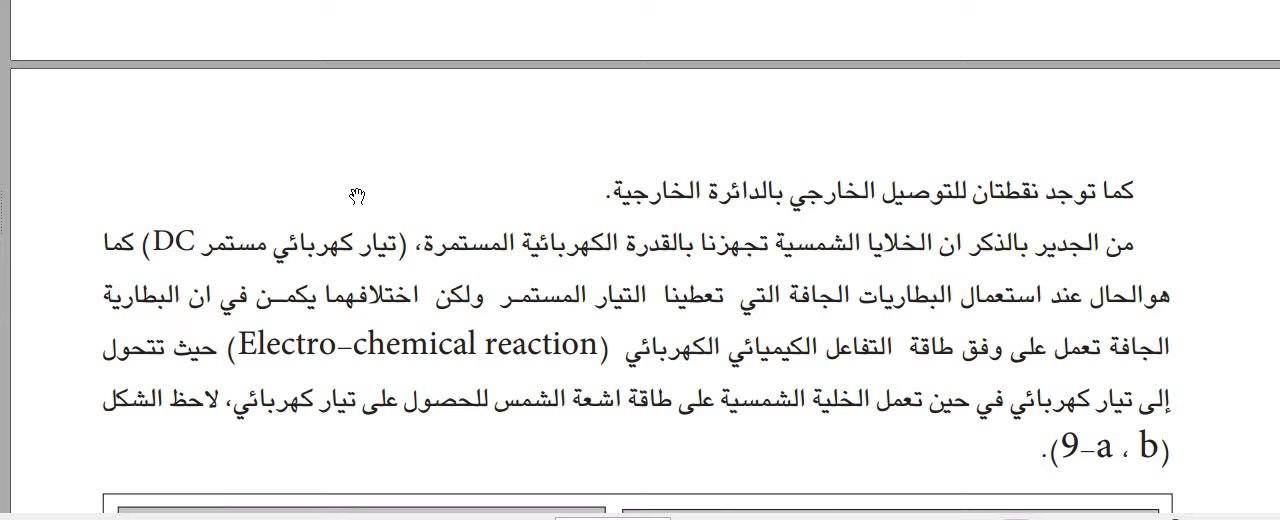 كما توجد نقطتان للتوصيل الخارجي بالدائرة الخارجية.
من الجدير بالذكر ان الخلايا الشمسية تجهزنا بالقدرة الكهربائية المستمرة، (تيار كهربائي مستمر DC) كما
هوالحال عند استعمال البطاريات الجافة التي تعطينا التيار المستمـر ولكن اختلافهما يكمـن في ان البطارية
الجافة تعمل على وفق طاقة التفاعل الكيميائي الكهربائي (Electro-chemical reaction) حيث تتحول
إلى تيار كهربائي في حين تعمل الخلية الشمسية على طاقة اشعة الشمس للحصول على تيار كهربائي، لاحظ الشكل
(9-a ، b).